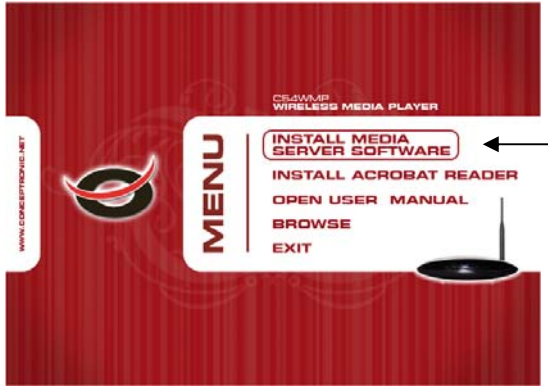 C54WMP
WIRELESS MEDIA PLAYER
WWW.CONCEPTRONIC.NET
MENU
INSTALL MEDIA
SERVER SOFTWARE
INSTALL ACROBAT READER
OPEN USER MANUAL
BROWSE
EXIT